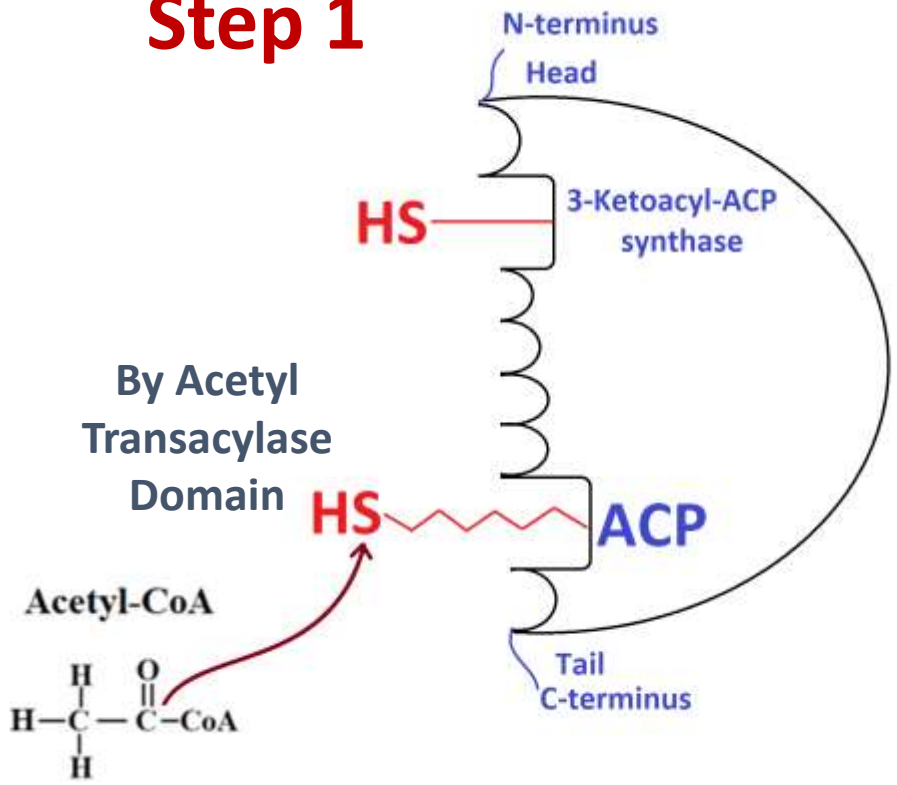 Step 1
N-terminus
Head
HS
3-Ketoacyl-ACP
synthase
By Acetyl
Transacylase
Domain
HS
ACP
Acetyl-CoA
H O
H—C—C—CoA
H
Tail
C-terminus